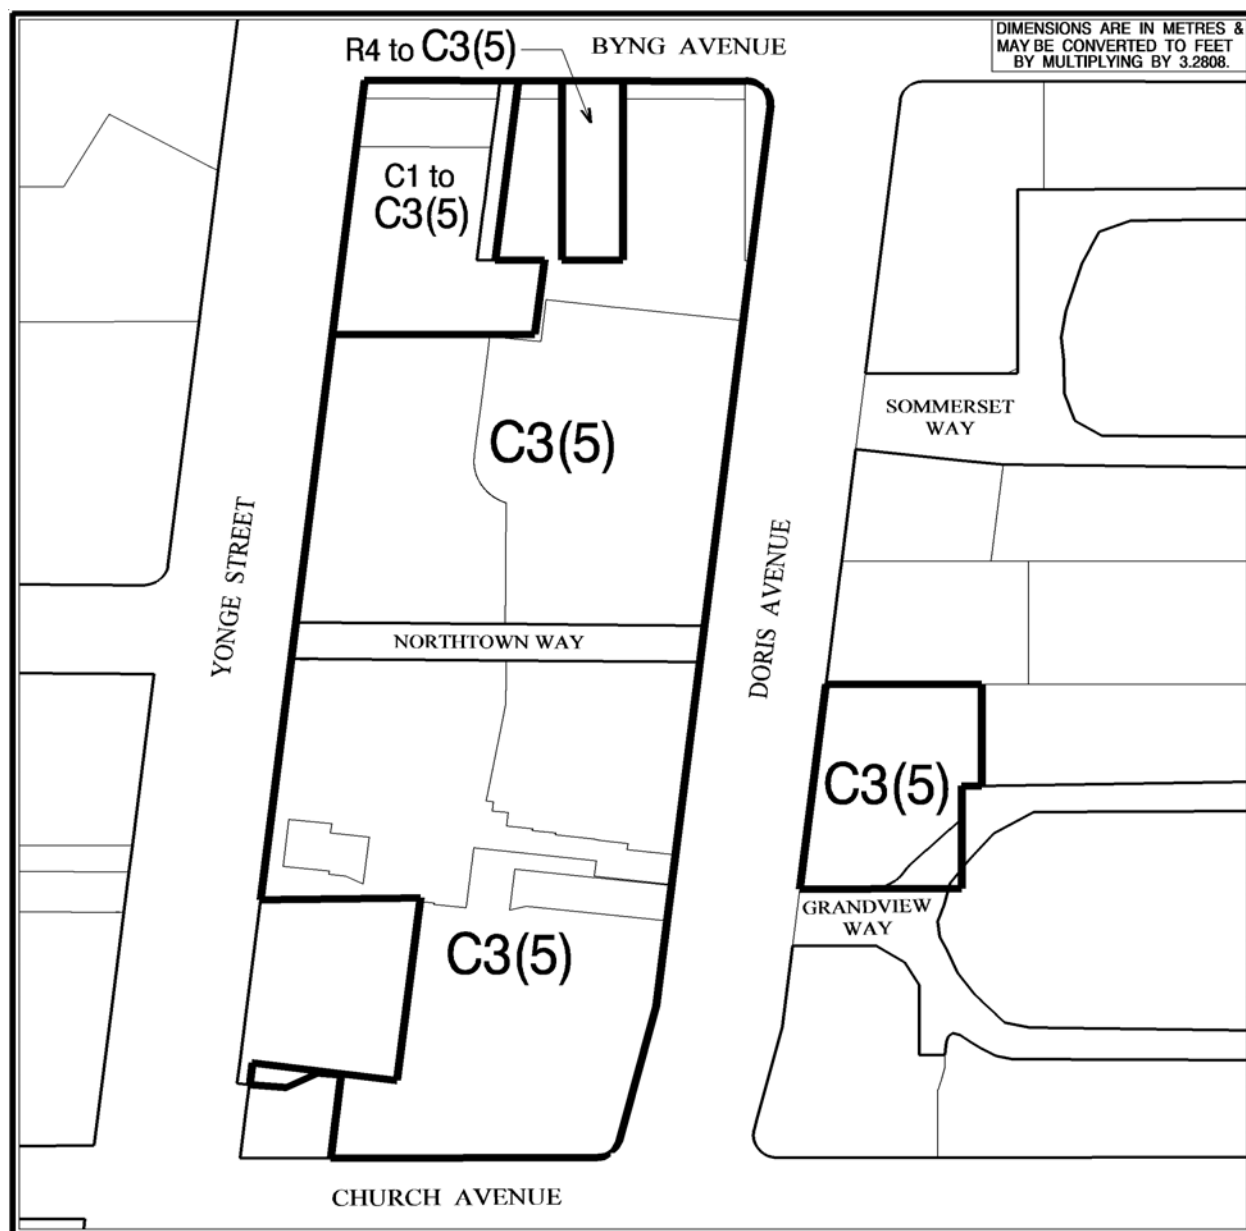 DIMENSIONS ARE IN METRES &
MAY BE CONVERTED TO FEET
BY MULTIPLYING BY 3.2808.
R4 to C3(5)
BYNG AVENUE
C1 to
C3(5)
SOMMERSET
WAY
C3(5)
YONGE STREET
DORIS AVENUE
NORTHTOWN WAY
C3(5)
GRANDVIEW
WAY
C3(5)
CHURCH AVENUE